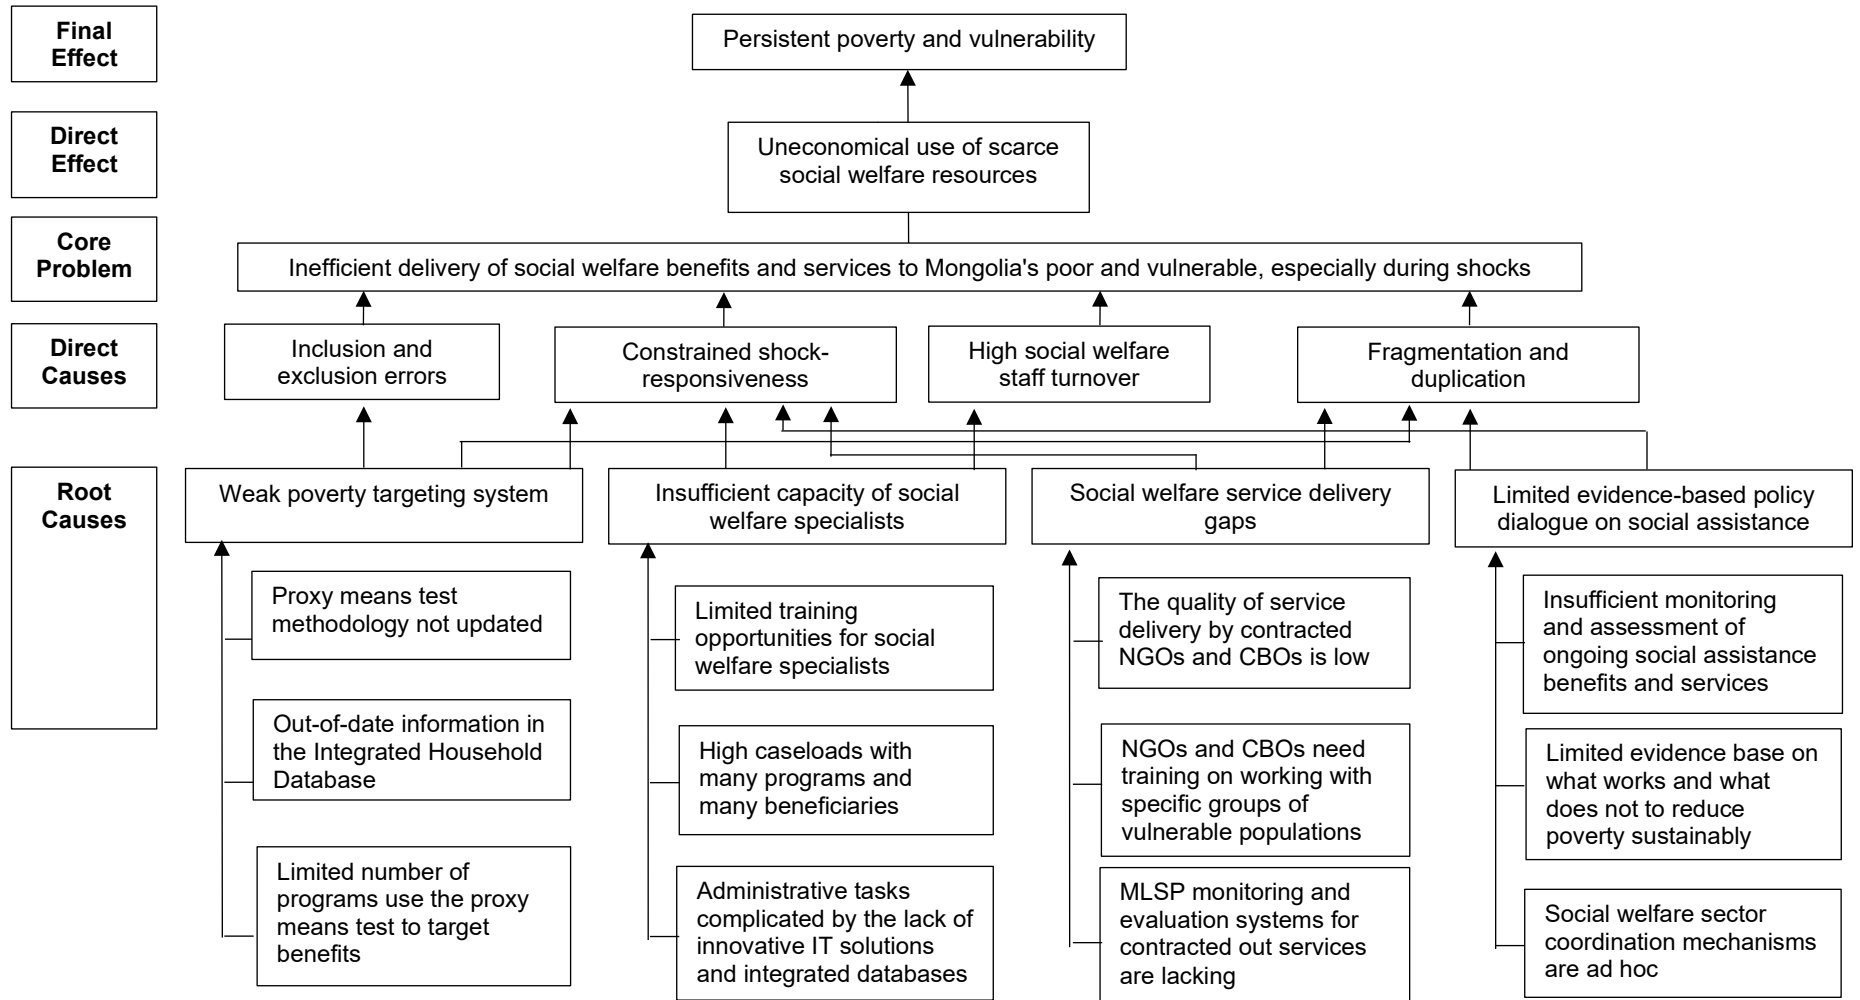 Final
Effect
Persistent poverty and vulnerability
Direct
Effect
Uneconomical use of scarce
social welfare resources
Core
Problem
Inefficient delivery of social welfare benefits and services to Mongolia's poor and vulnerable, especially during shocks
Direct
Causes
Inclusion and
exclusion errors
Constrained shock-
responsiveness
High social welfare
staff turnover
Fragmentation and
duplication
Root
Causes
Weak poverty targeting system
Insufficient capacity of social
welfare specialists
Social welfare service delivery
gaps
Limited evidence-based policy
dialogue on social assistance
Proxy means test
methodology not updated
Out-of-date information in
the Integrated Household
Database
Limited number of
programs use the proxy
means test to target
benefits
Limited training
opportunities for social
welfare specialists
High caseloads with
many programs and
many beneficiaries
Administrative tasks
complicated by the lack of
innovative IT solutions
and integrated databases
The quality of service
delivery by contracted
NGOs and CBOs is low
NGOs and CBOs need
training on working with
specific groups of
vulnerable populations
MLSP monitoring and
evaluation systems for
contracted out services
are lacking
Insufficient monitoring
and assessment of
ongoing social assistance
benefits and services
Limited evidence base on
what works and what
does not to reduce
poverty sustainably
Social welfare sector
coordination mechanisms
are ad hoc